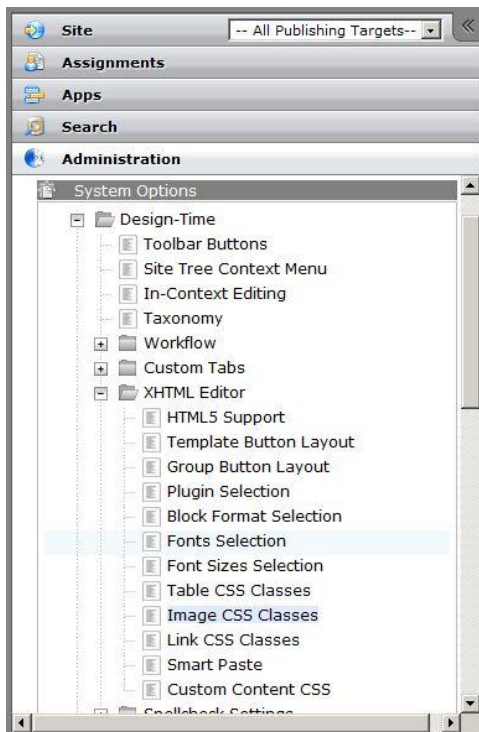 Site
-- All Publishing Targets--
Assignments
Apps
Search
Administration
System Options
Design-Time
Toolbar Buttons
Site Tree Context Menu
In-Context Editing
Taxonomy
Workflow
Custom Tabs
XHTML Editor
HTML5 Support
Template Button Layout
Group Button Layout
Plugin Selection
Block Format Selection
Fonts Selection
Font Sizes Selection
Table CSS Classes
Image CSS Classes
Link CSS Classes
Smart Paste
Custom Content CSS
Spellcheck Settings